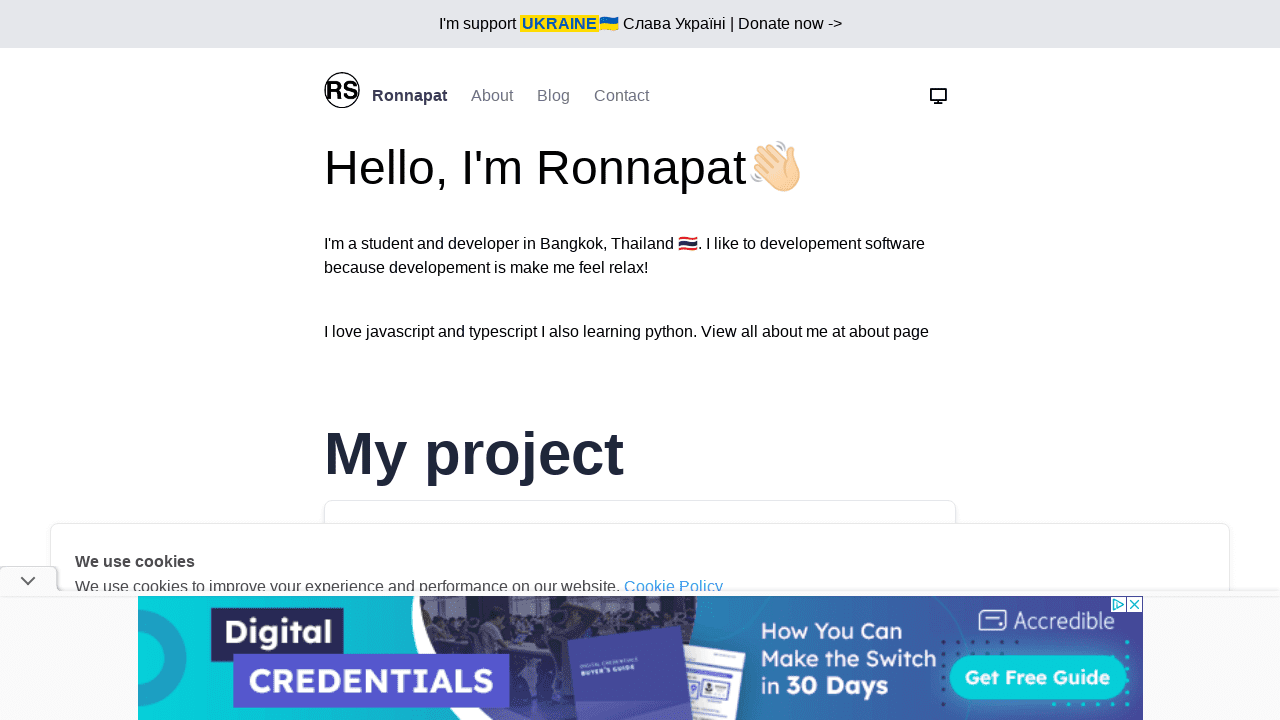 I'm support UKRAINE🇺🇦 Слава Україні | Donate now ->
RS Ronnapat About Blog Contact
Hello, I'm Ronnapat👋🏻
I'm a student and developer in Bangkok, Thailand 🇹🇭. I like to developement software
because developement is make me feel relax!
I love javascript and typescript I also learning python. View all about me at about page
My project
We use cookies
We use cookies to improve your experience and performance on our website. Cookie Policy
Digital
CREDENTIALS
DIGITAL CREDENTIALS
BUYER'S GUIDE
How You Can
Make the Switch
in 30 Days
Accredible
Get Free Guide